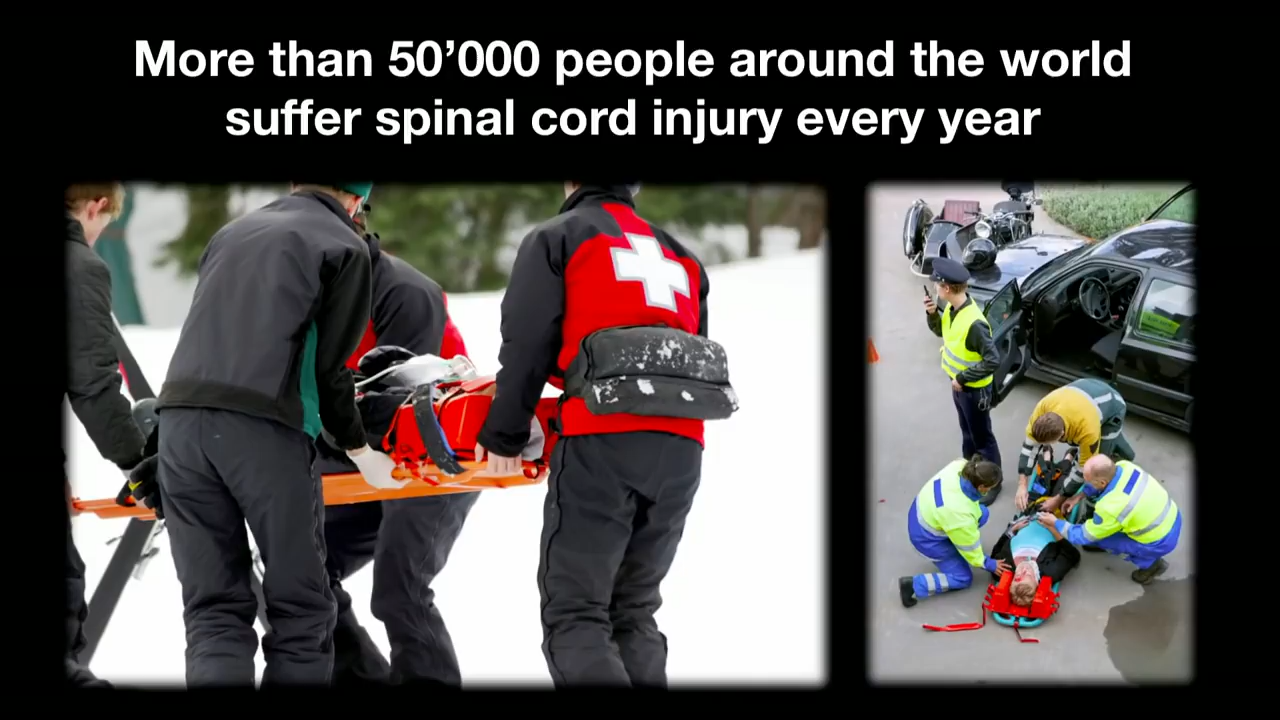 More than 50’000 people around the world
suffer spinal cord injury every year